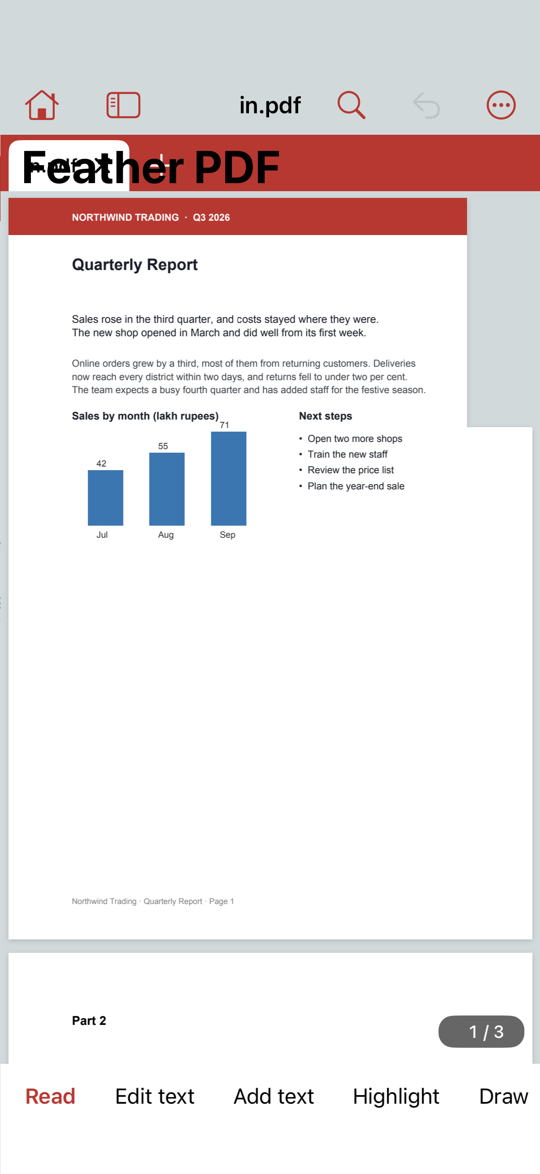 in.pdf
Feather PDF
NORTHWIND TRADING · Q3 2026
Quarterly Report
Sales rose in the third quarter, and costs stayed where they were.
The new shop opened in March and did well from its first week.
Online orders grew by a third, most of them from returning customers. Deliveries
now reach every district within two days, and returns fell to under two per cent.
The team expects a busy fourth quarter and has added staff for the festive season.
Sales by month (lakh rupees)
71
55
42
Jul Aug Sep
Next steps
• Open two more shops
• Train the new staff
• Review the price list
• Plan the year-end sale
Northwind Trading · Quarterly Report · Page 1
Part 2
1 / 3
Read Edit text Add text Highlight Draw